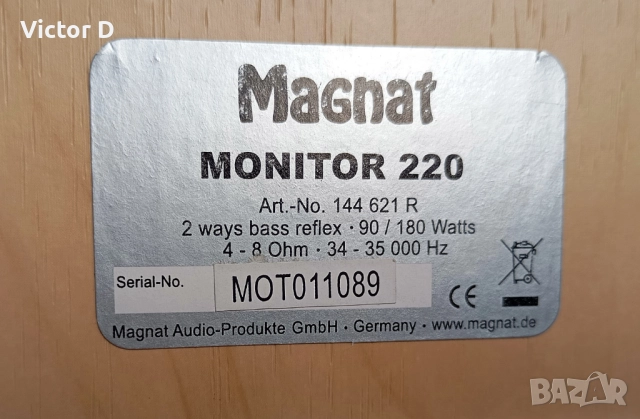 Victor D
Magnat
MONITOR 220
Art.-No. 144 621 R
2 ways bass reflex · 90 / 180 Watts
4 - 8 Ohm · 34 - 35 000 Hz
Serial-No. MOT011089 CE
Magnat Audio-Produkte GmbH · Germany · www.magnat.de
BAZAR